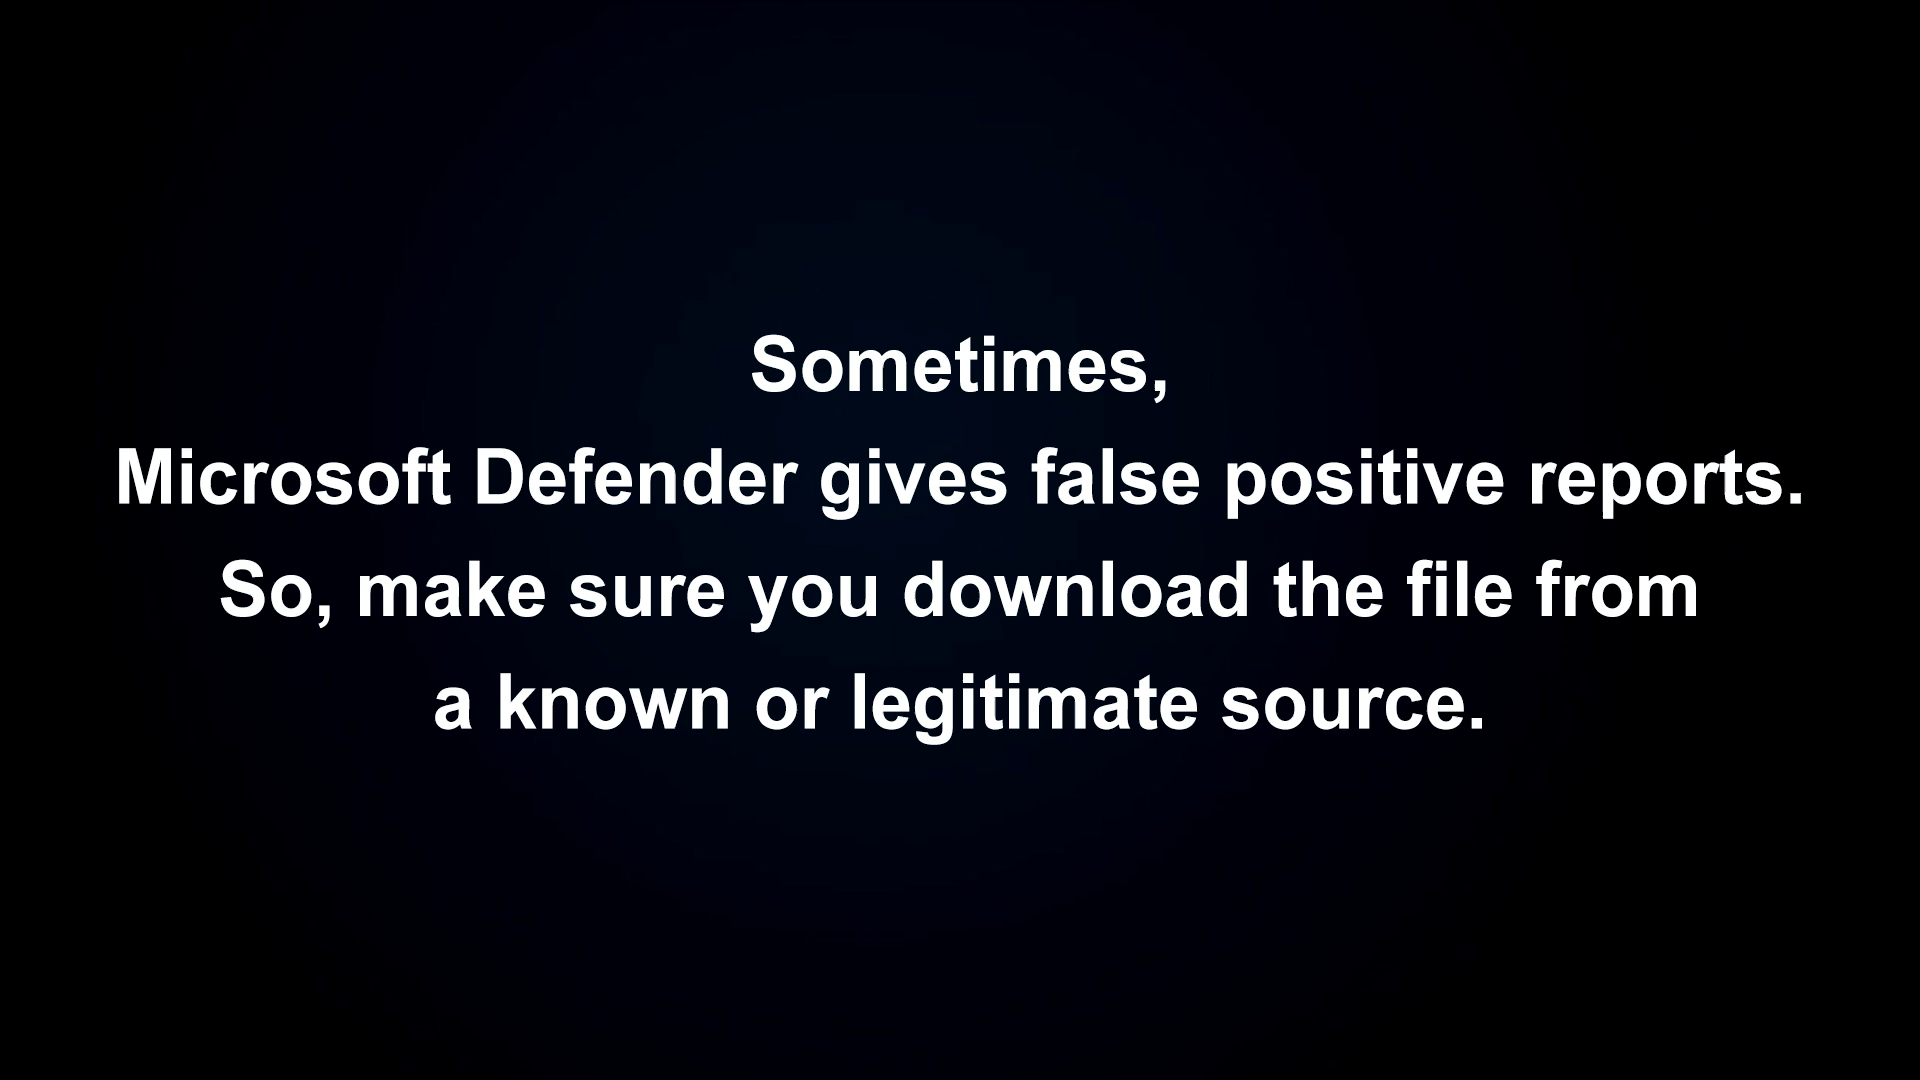 Sometimes,
Microsoft Defender gives false positive reports.
So, make sure you download the file from
a known or legitimate source.